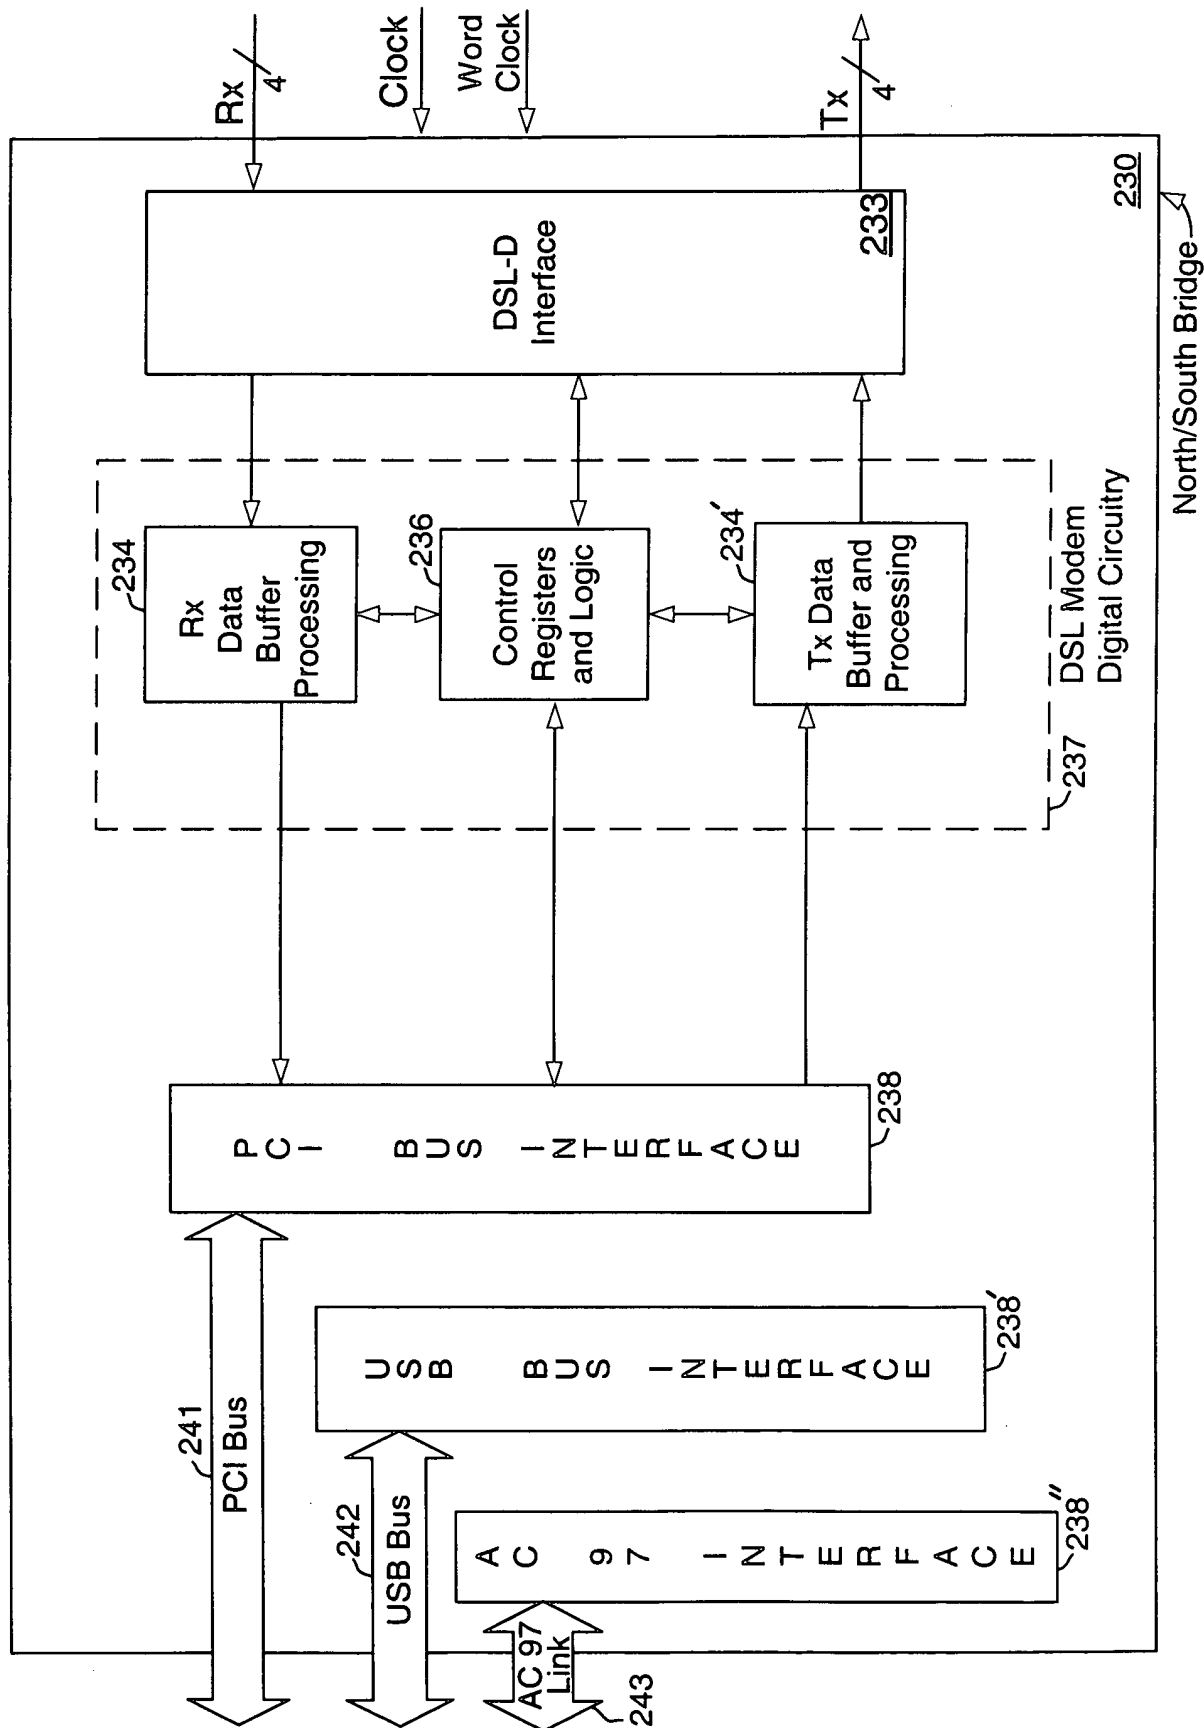 241
PCI Bus
242
USB Bus
AC 97
Link
243
AC 97 INTERFACE
238''
USB BUS INTERFACE
238'
PCI BUS INTERFACE
238
234
Rx
Data
Buffer
Processing
236
Control
Registers
and Logic
234'
Tx Data
Buffer and
Processing
237
DSL Modem
Digital Circuitry
DSL-D
Interface
233
Rx
4
Clock
Word
Clock
Tx
4
230
North/South Bridge